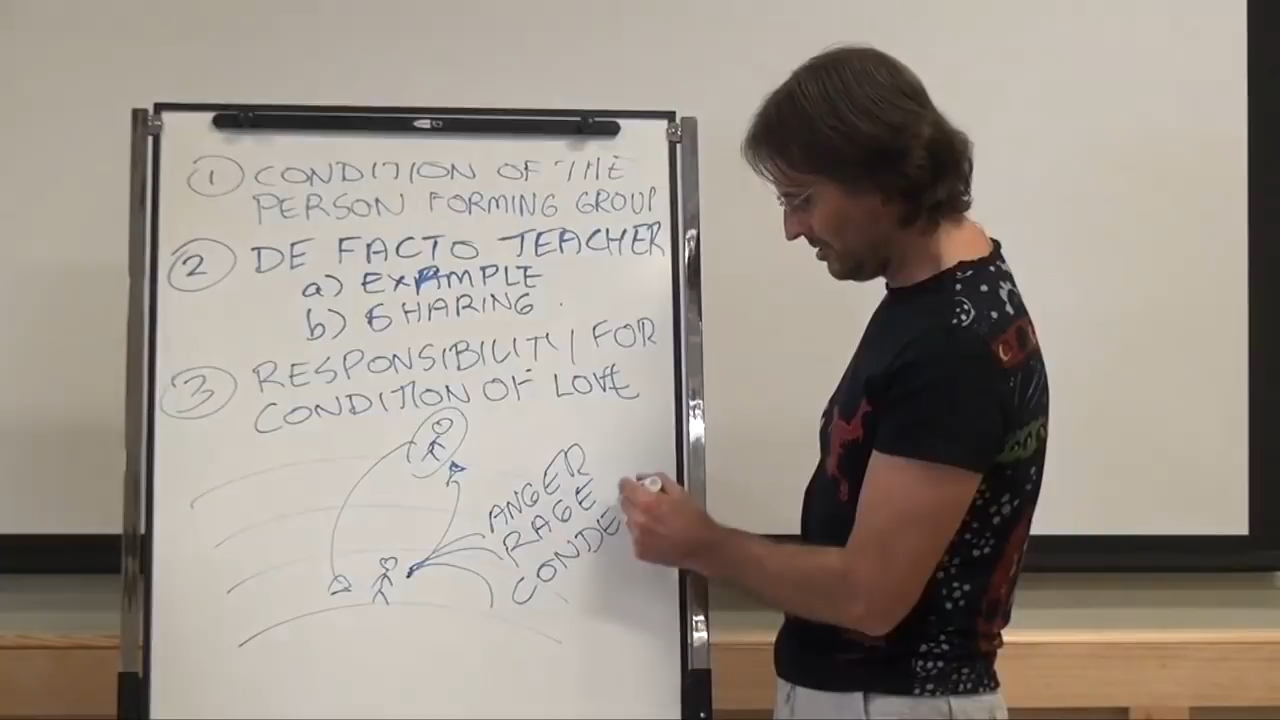 1 CONDITION OF THE
PERSON FORMING GROUP
2 DE FACTO TEACHER
a) EXAMPLE
b) SHARING
3 RESPONSIBILITY FOR
CONDITION OF LOVE
ANGER
RAGE
CONDE